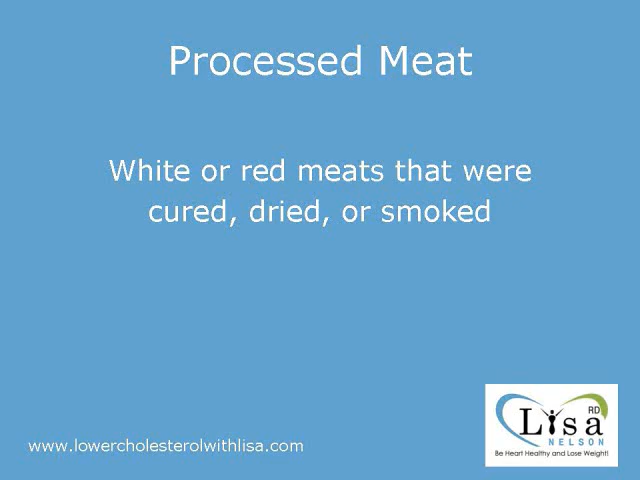 Processed Meat
White or red meats that were
cured, dried, or smoked
Lisa RD
NELSON
Be Heart Healthy and Lose Weight!
www.lowercholesterolwithlisa.com